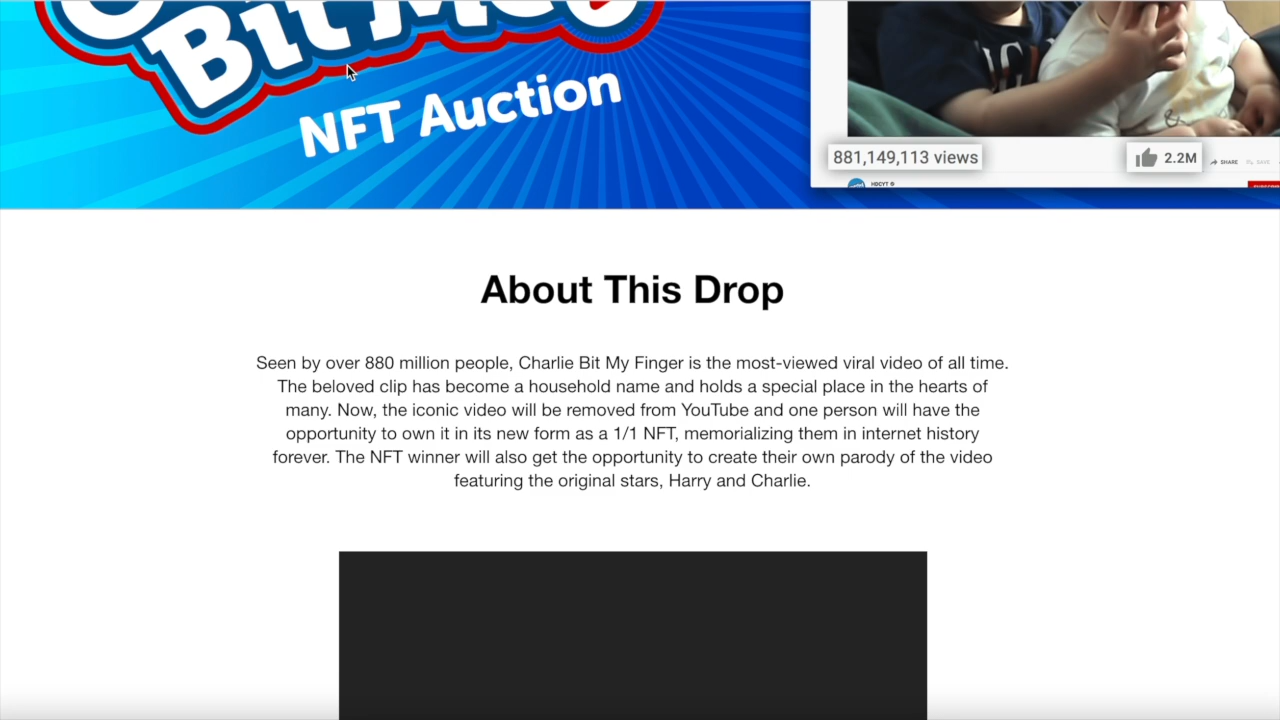 Bit My
NFT Auction
881,149,113 views
2.2M
SHARE
SAVE
HDCYT
About This Drop
Seen by over 880 million people, Charlie Bit My Finger is the most-viewed viral video of all time.
The beloved clip has become a household name and holds a special place in the hearts of
many. Now, the iconic video will be removed from YouTube and one person will have the
opportunity to own it in its new form as a 1/1 NFT, memorializing them in internet history
forever. The NFT winner will also get the opportunity to create their own parody of the video
featuring the original stars, Harry and Charlie.